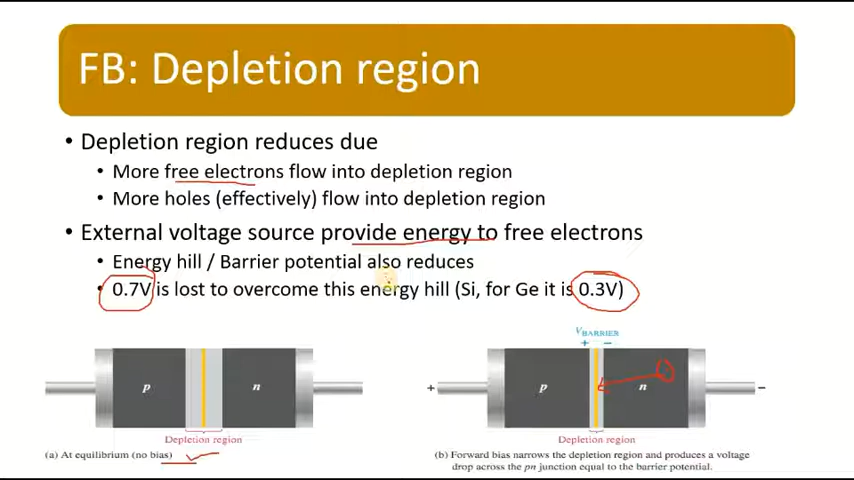 FB: Depletion region
• Depletion region reduces due
• More free electrons flow into depletion region
• More holes (effectively) flow into depletion region
• External voltage source provide energy to free electrons
• Energy hill / Barrier potential also reduces
• 0.7V is lost to overcome this energy hill (Si, for Ge it is 0.3V)
VBARRIER
+ −
p n
+ p n −
Depletion region
Depletion region
(a) At equilibrium (no bias)
(b) Forward bias narrows the depletion region and produces a voltage
drop across the pn junction equal to the barrier potential.